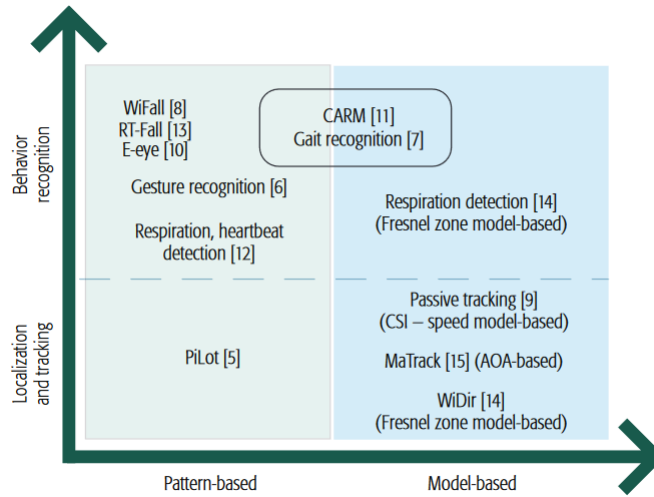 Behavior
recognition
WiFall [8]
RT-Fall [13]
E-eye [10]
Gesture recognition [6]
Respiration, heartbeat
detection [12]
CARM [11]
Gait recognition [7]
Respiration detection [14]
(Fresnel zone model-based)
Localization
and tracking
PiLot [5]
Passive tracking [9]
(CSI – speed model-based)
MaTrack [15] (AOA-based)
WiDir [14]
(Fresnel zone model-based)
Pattern-based
Model-based